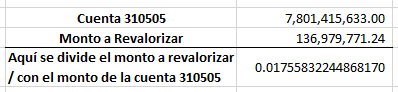 Cuenta 310505 7,801,415,633.00
Monto a Revalorizar 136,979,771.24
Aquí se divide el monto a revalorizar
/ con el monto de la cuenta 310505 0.01755832244868170